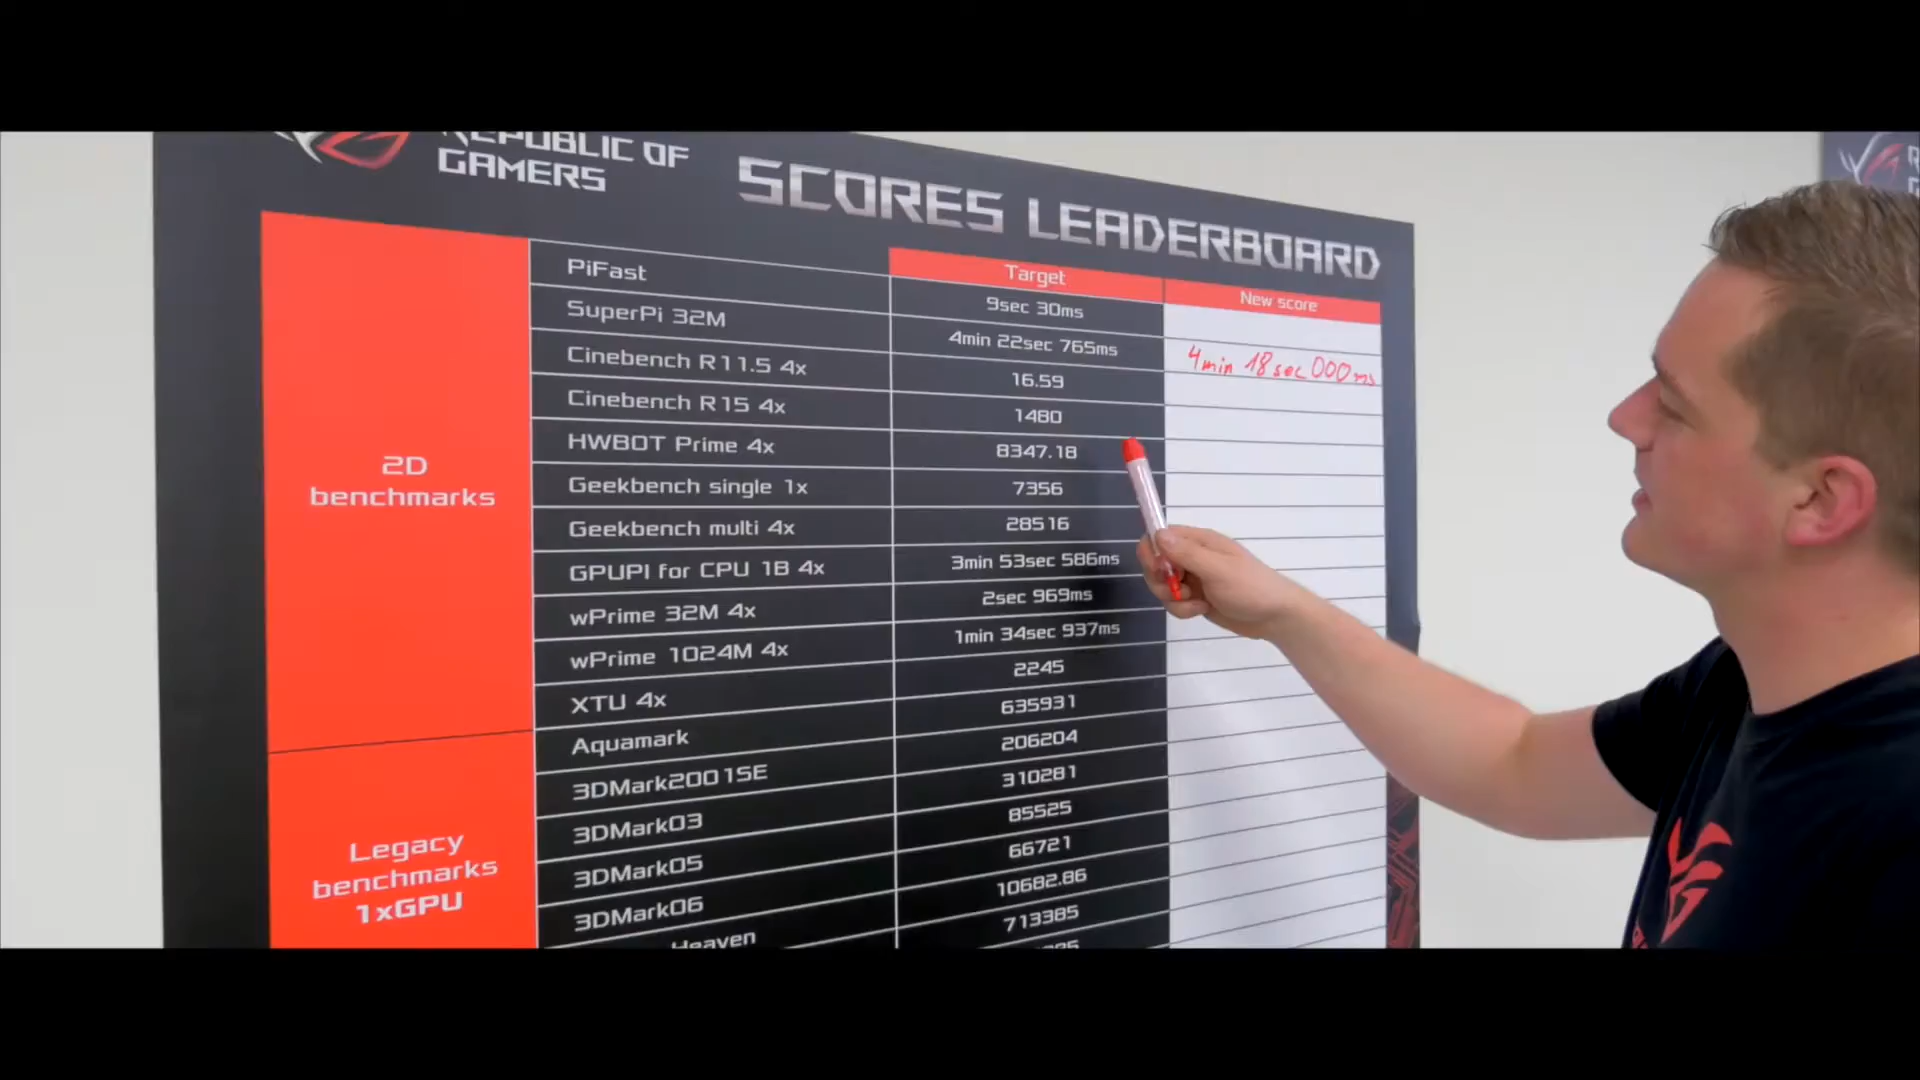 REPUBLIC OF
GAMERS
SCORES LEADERBOARD
Target
New score
PiFast
9sec 30ms
SuperPi 32M
4min 22sec 765ms
4min 18sec 000ms
Cinebench R11.5 4x
16.59
Cinebench R15 4x
1480
HWBOT Prime 4x
8347.18
Geekbench single 1x
7356
Geekbench multi 4x
28516
GPUPI for CPU 1B 4x
3min 53sec 586ms
wPrime 32M 4x
2sec 969ms
wPrime 1024M 4x
1min 34sec 937ms
XTU 4x
2245
Aquamark
635931
3DMark2001SE
206204
3DMark03
310281
3DMark05
85525
3DMark06
66721
Heaven
10682.86
713385
2D
benchmarks
Legacy
benchmarks
1xGPU